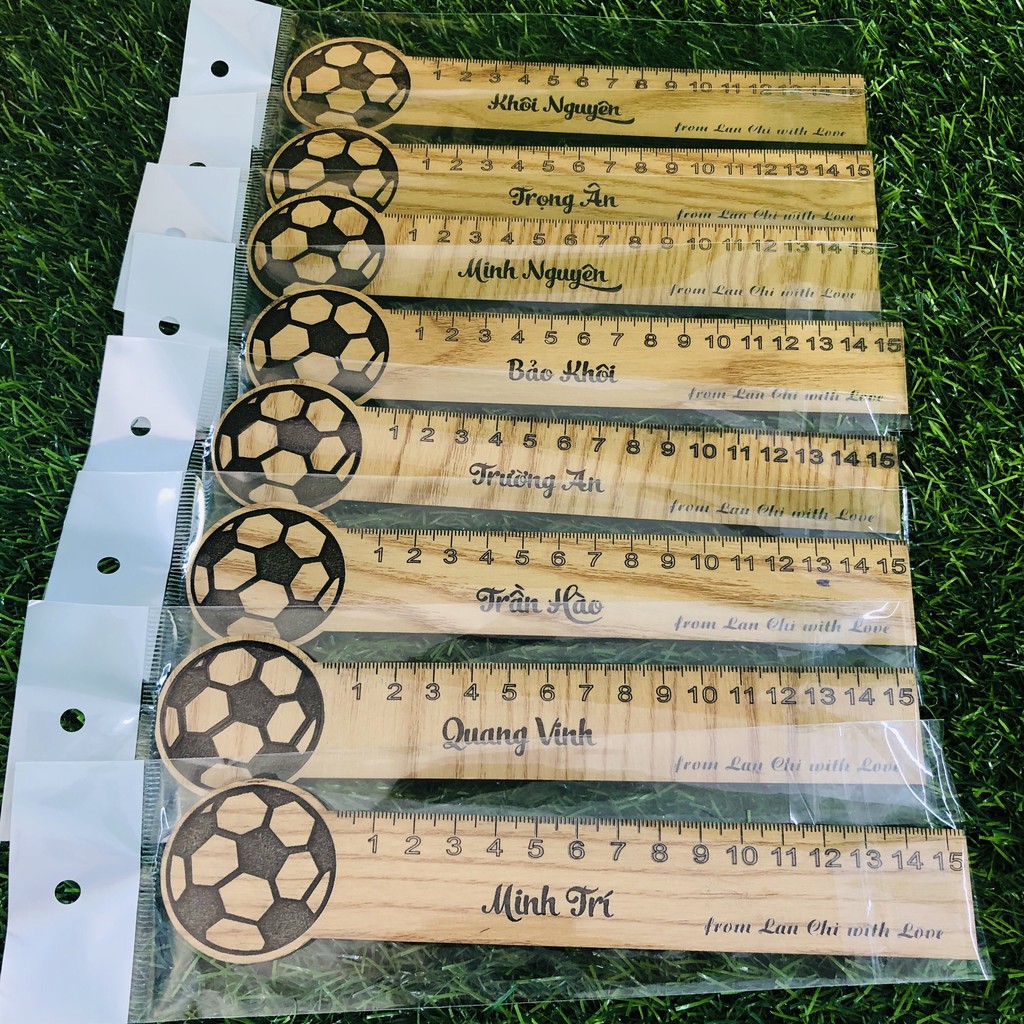 1 2 3 4 5 6 7 8 9 10 11 12 13 14 15
Khôi Nguyên
from Lan Chi with Love
1 2 3 4 5 6 7 8 9 10 11 12 13 14 15
Trọng Ân
from Lan Chi with Love
1 2 3 4 5 6 7 8 9 10 11 12 13 14 15
Minh Nguyên
from Lan Chi with Love
1 2 3 4 5 6 7 8 9 10 11 12 13 14 15
Bảo Khôi
from Lan Chi with Love
1 2 3 4 5 6 7 8 9 10 11 12 13 14 15
Trường An
from Lan Chi with Love
1 2 3 4 5 6 7 8 9 10 11 12 13 14 15
Trần Hào
from Lan Chi with Love
1 2 3 4 5 6 7 8 9 10 11 12 13 14 15
Quang Vinh
from Lan Chi with Love
1 2 3 4 5 6 7 8 9 10 11 12 13 14 15
Minh Trí
from Lan Chi with Love